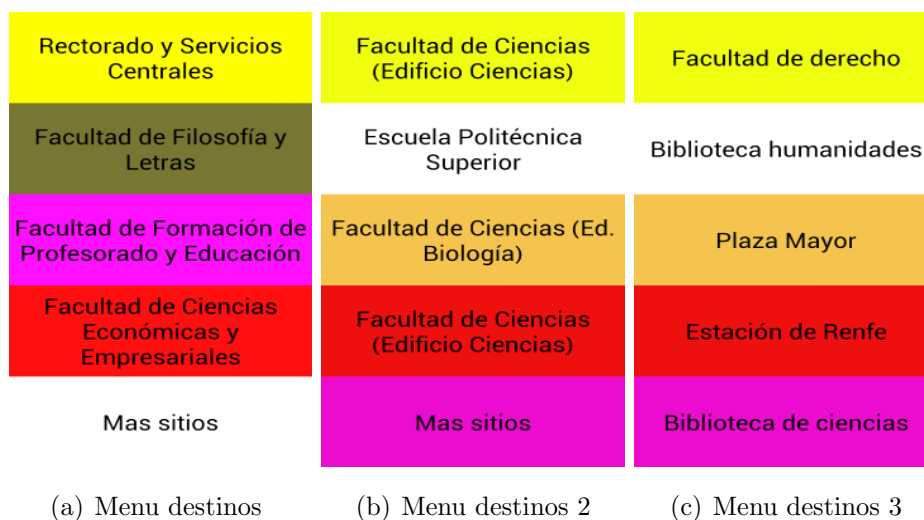 Rectorado y Servicios
Centrales
Facultad de Filosofía y
Letras
Facultad de Formación de
Profesorado y Educación
Facultad de Ciencias
Económicas y
Empresariales
Mas sitios
(a) Menu destinos
Facultad de Ciencias
(Edificio Ciencias)
Escuela Politécnica
Superior
Facultad de Ciencias (Ed.
Biología)
Facultad de Ciencias
(Edificio Ciencias)
Mas sitios
(b) Menu destinos 2
Facultad de derecho
Biblioteca humanidades
Plaza Mayor
Estación de Renfe
Biblioteca de ciencias
(c) Menu destinos 3